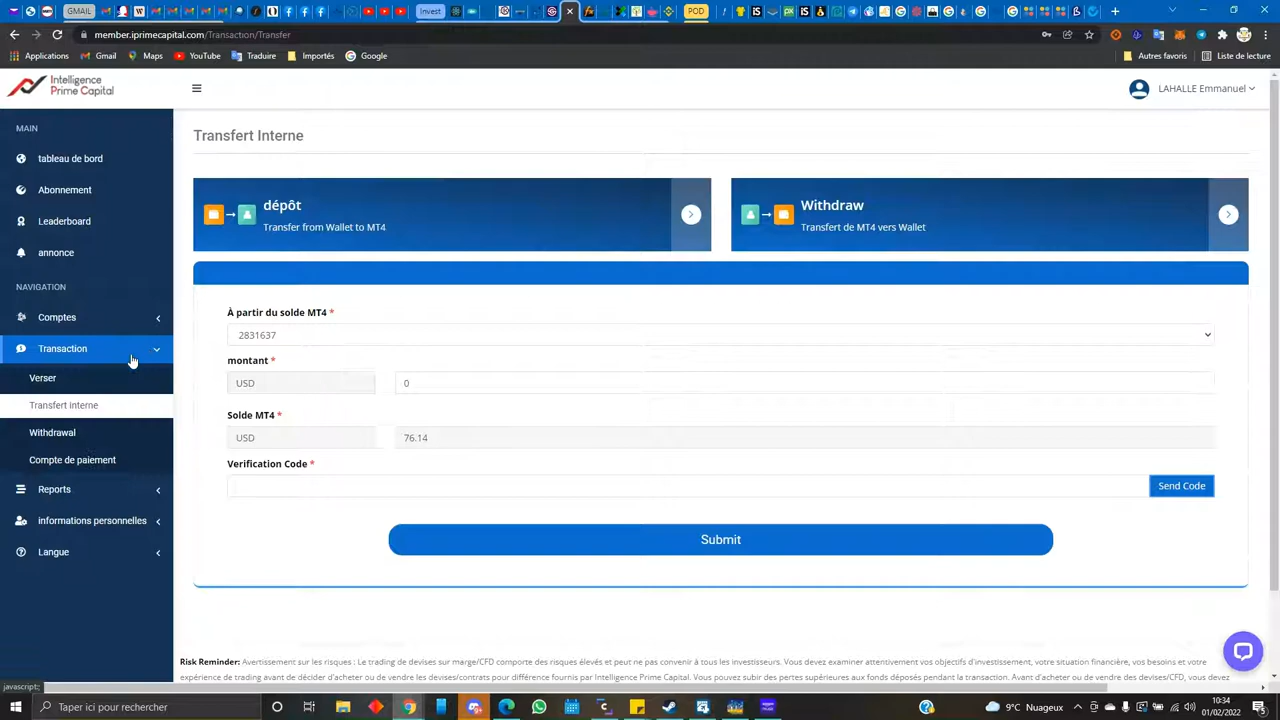 GMAIL
Invest
POD
member.iprimecapital.com/Transaction/Transfer
Applications
Gmail
Maps
YouTube
Traduire
Importés
Google
Autres favoris
Liste de lecture
Intelligence
Prime Capital
LAHALLE Emmanuel
MAIN
tableau de bord
Abonnement
Leaderboard
annonce
NAVIGATION
Comptes
Transaction
Verser
Transfert Interne
Withdrawal
Compte de paiement
Reports
informations personnelles
Langue
Transfert Interne
dépôt
Transfer from Wallet to MT4
Withdraw
Transfert de MT4 vers Wallet
À partir du solde MT4 *
2831637
montant *
USD
0
Solde MT4 *
USD
76.14
Verification Code *
Send Code
Submit
Risk Reminder: Avertissement sur les risques : Le trading de devises sur marge/CFD comporte des risques élevés et peut ne pas convenir à tous les investisseurs. Vous devez examiner attentivement vos objectifs d'investissement, votre situation financière, vos besoins et votre
expérience de trading avant de décider d'acheter ou de vendre les devises/contrats pour différence fournis par Intelligence Prime Capital. Vous pouvez subir des pertes supérieures aux fonds déposés pendant la transaction. Avant d'acheter ou de vendre des devises/CFD, vous devez
javascript:;
Taper ici pour rechercher
9°C Nuageux
10:34
01/02/2022